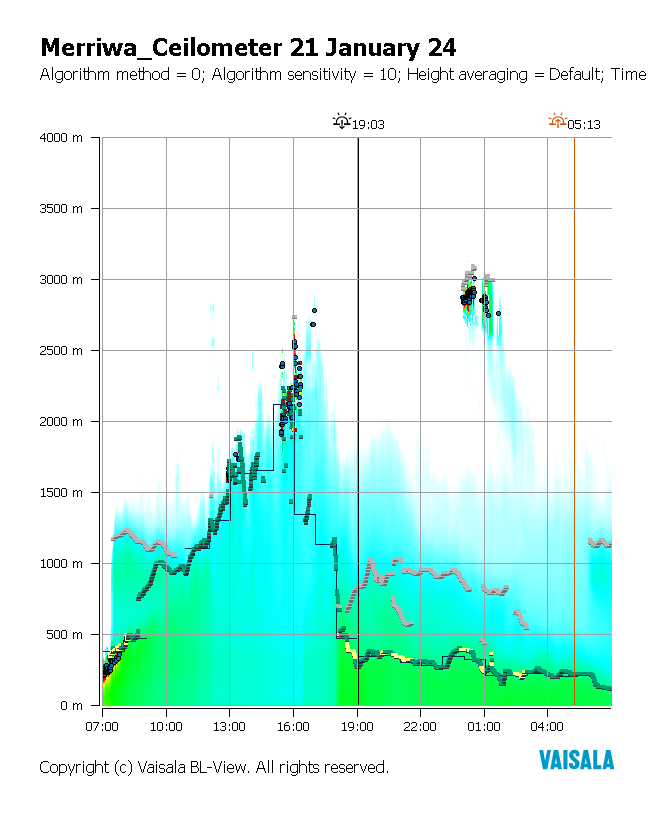 Merriwa_Ceilometer 21 January 24
Algorithm method = 0; Algorithm sensitivity = 10; Height averaging = Default; Time
19:03
05:13
4000 m
3500 m
3000 m
2500 m
2000 m
1500 m
1000 m
500 m
0 m
07:00 10:00 13:00 16:00 19:00 22:00 01:00 04:00
VAISALA
Copyright (c) Vaisala BL-View. All rights reserved.